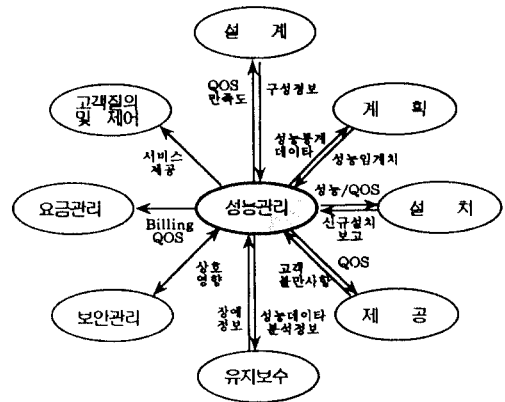 설 계
QOS
만족도
구성정보
고객질의
및 제어
계 획
성능통계
데이타
성능임계치
서비스
제공
성능/QOS
요금관리
성능관리
설 치
Billing
QOS
신규설치
보고
상호
영향
고객
불만사항
QOS
보안관리
장애
정보
성능데이타
분석정보
제 공
유지보수